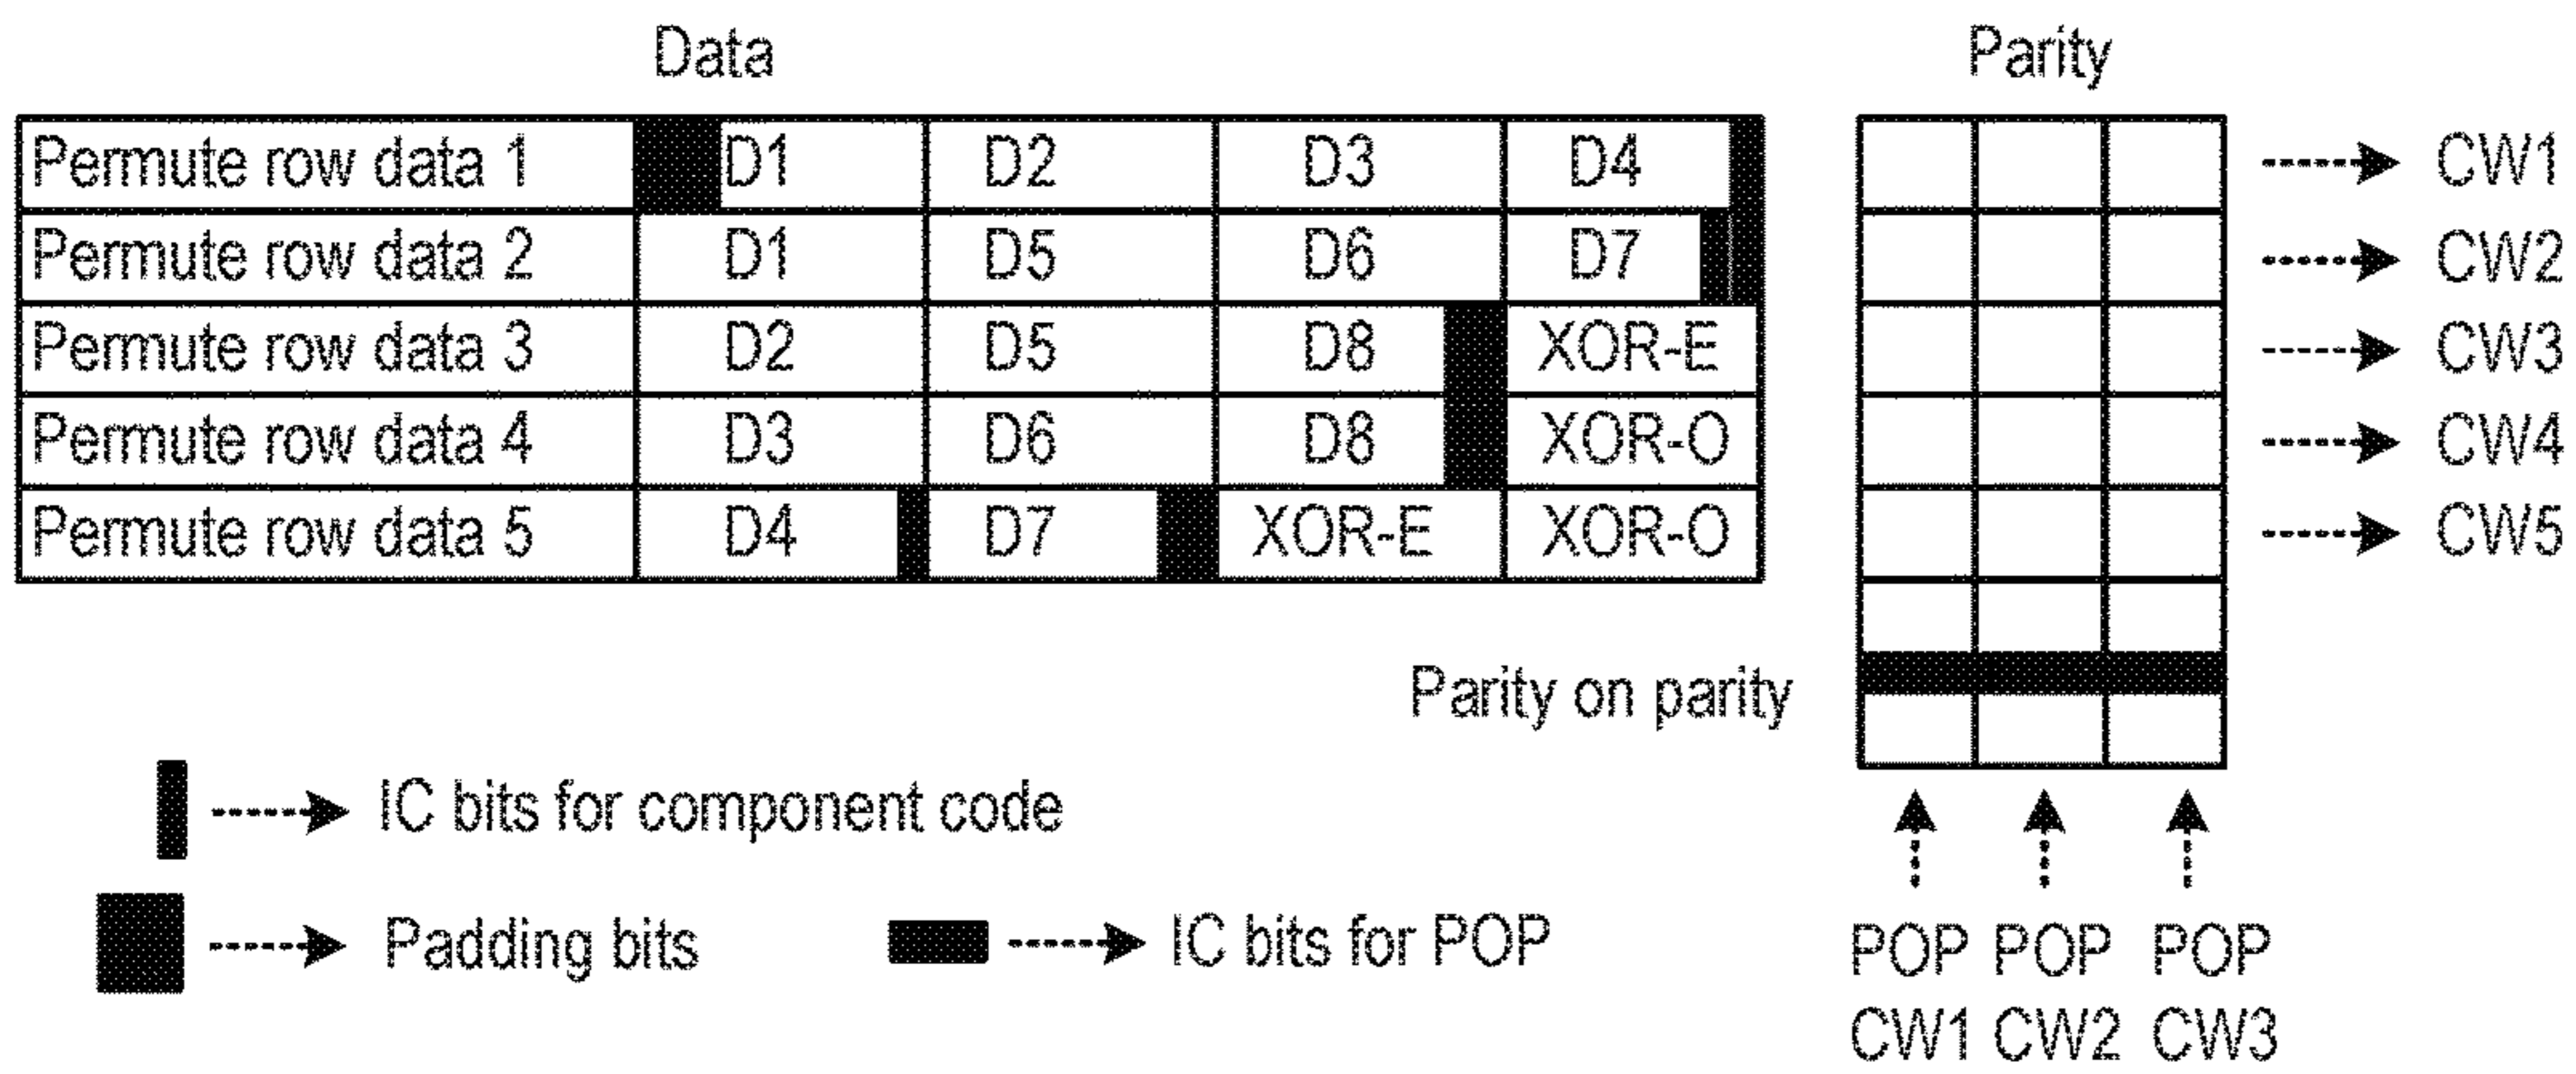 Data Parity
Permute row data 1 D1 D2 D3 D4 CW1
Permute row data 2 D1 D5 D6 D7 CW2
Permute row data 3 D2 D5 D8 XOR-E CW3
Permute row data 4 D3 D6 D8 XOR-O CW4
Permute row data 5 D4 D7 XOR-E XOR-O CW5
Parity on parity
IC bits for component code
Padding bits IC bits for POP
POP POP POP
CW1 CW2 CW3